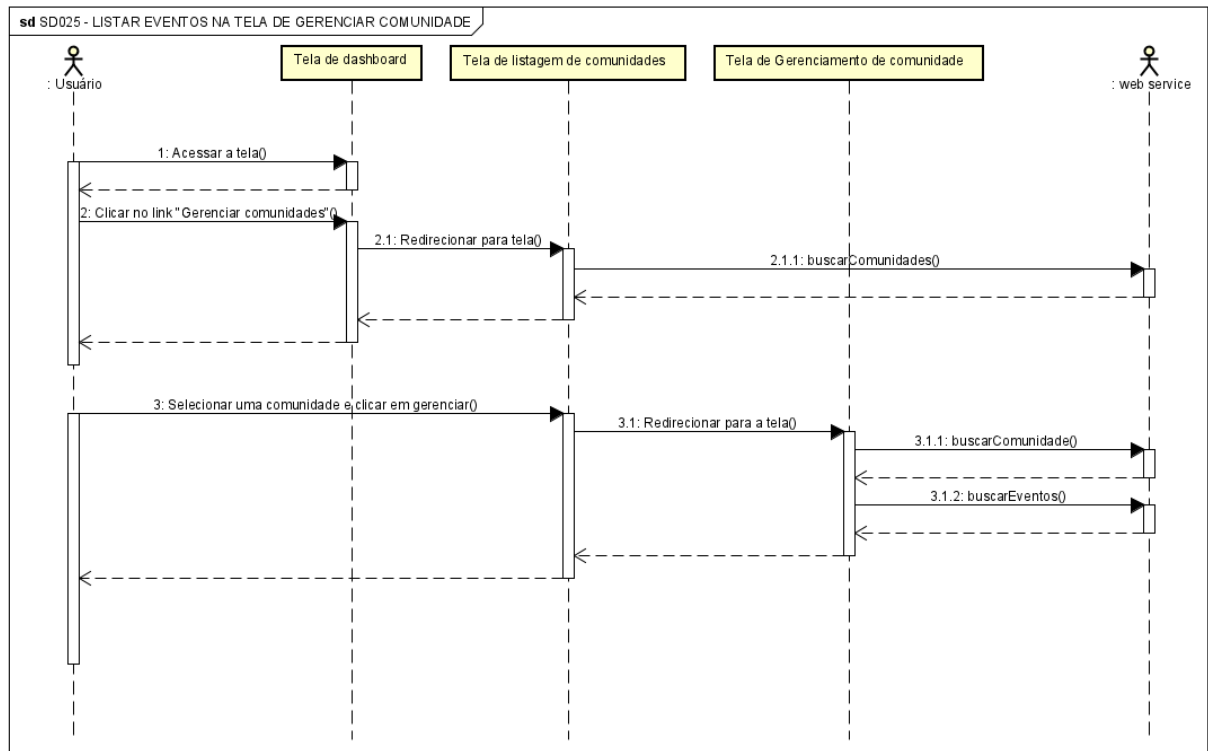 sd SD025 - LISTAR EVENTOS NA TELA DE GERENCIAR COMUNIDADE
: Usuário
Tela de dashboard
Tela de listagem de comunidades
Tela de Gerenciamento de comunidade
: web service
1: Acessar a tela()
2: Clicar no link "Gerenciar comunidades"()
2.1: Redirecionar para tela()
2.1.1: buscarComunidades()
3: Selecionar uma comunidade e clicar em gerenciar()
3.1: Redirecionar para a tela()
3.1.1: buscarComunidade()
3.1.2: buscarEventos()